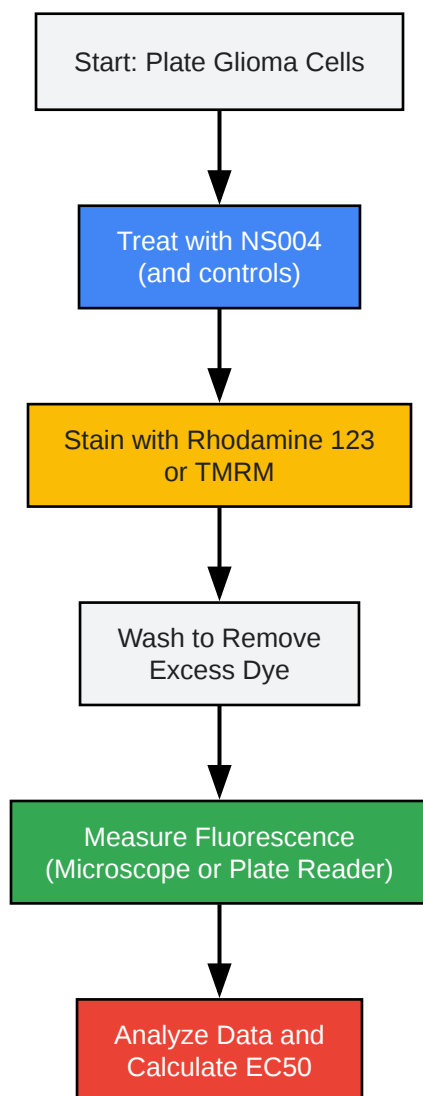 Start: Plate Glioma Cells
Treat with NS004
(and controls)
Stain with Rhodamine 123
or TMRM
Wash to Remove
Excess Dye
Measure Fluorescence
(Microscope or Plate Reader)
Analyze Data and
Calculate EC50